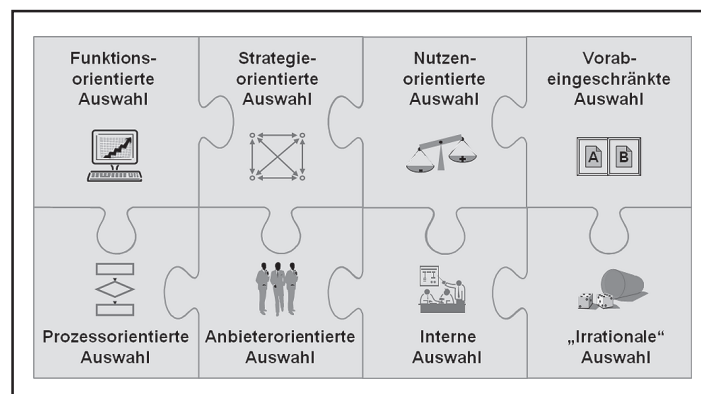 Funktions-
orientierte
Auswahl
Strategie-
orientierte
Auswahl
Nutzen-
orientierte
Auswahl
Vorab-
eingeschränkte
Auswahl
A B
Prozessorientierte
Auswahl
Anbieterorientierte
Auswahl
Interne
Auswahl
„Irrationale“
Auswahl